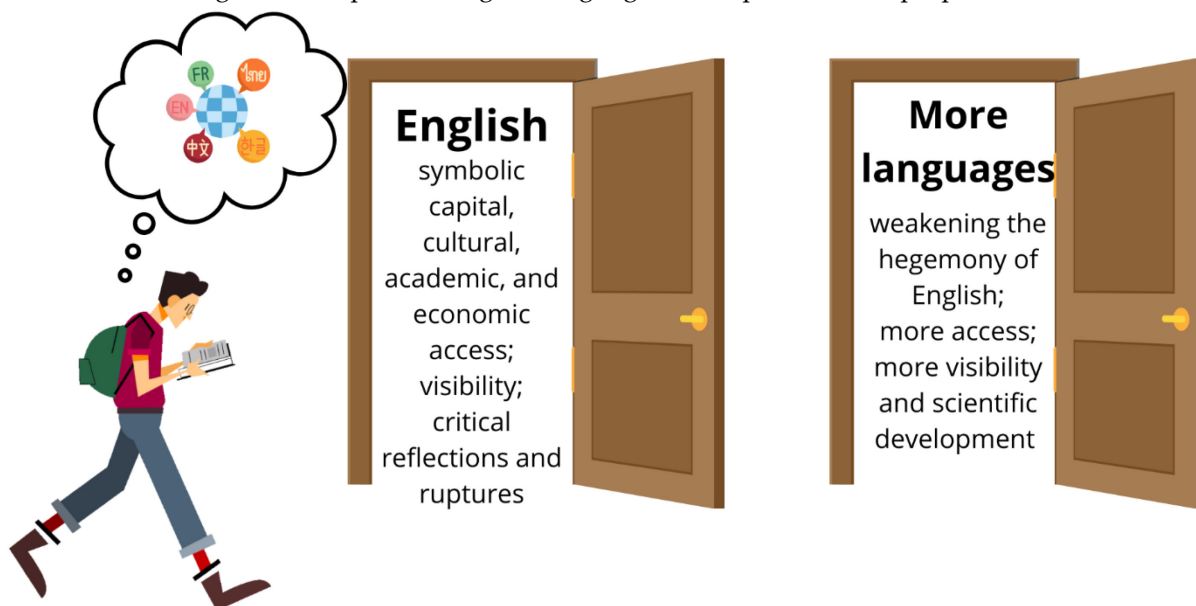 FR
ไทย
EN
中文
한글
English
symbolic
capital,
cultural,
academic, and
economic
access;
visibility;
critical
reflections and
ruptures
More
languages
weakening the
hegemony of
English;
more access;
more visibility
and scientific
development